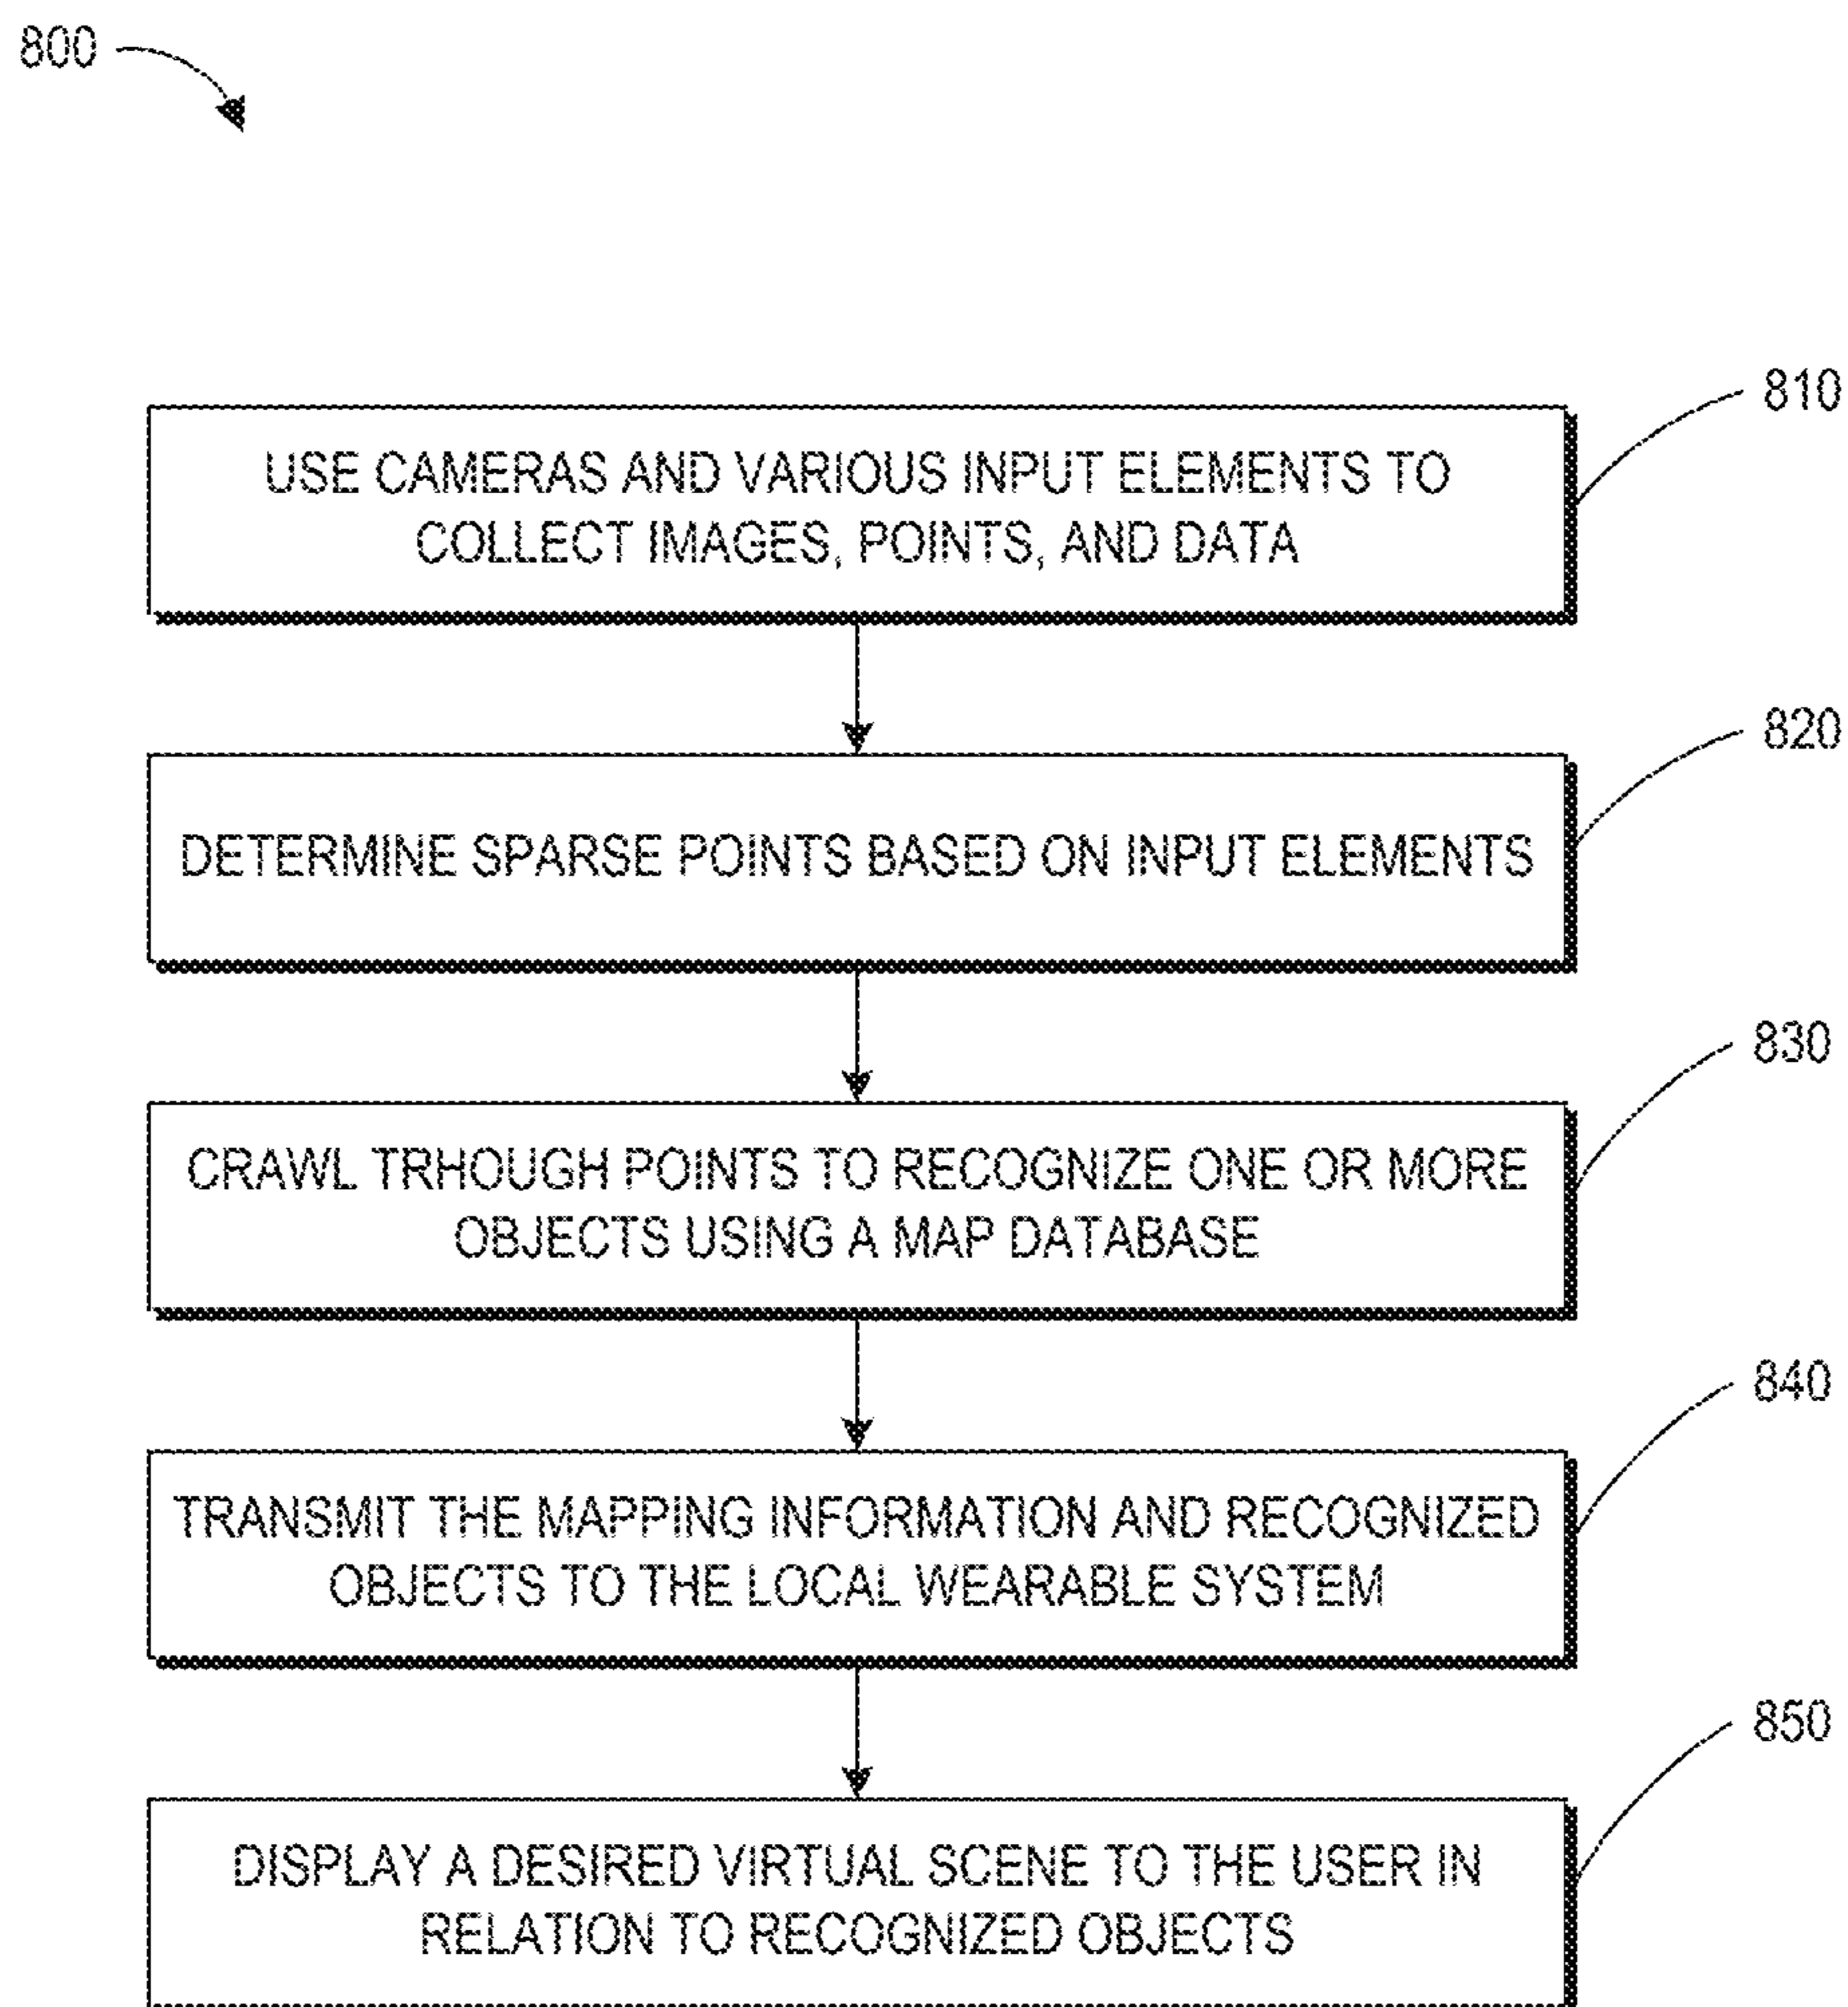 800
810
USE CAMERAS AND VARIOUS INPUT ELEMENTS TO
COLLECT IMAGES, POINTS, AND DATA
820
DETERMINE SPARSE POINTS BASED ON INPUT ELEMENTS
830
CRAWL TRHOUGH POINTS TO RECOGNIZE ONE OR MORE
OBJECTS USING A MAP DATABASE
840
TRANSMIT THE MAPPING INFORMATION AND RECOGNIZED
OBJECTS TO THE LOCAL WEARABLE SYSTEM
850
DISPLAY A DESIRED VIRTUAL SCENE TO THE USER IN
RELATION TO RECOGNIZED OBJECTS